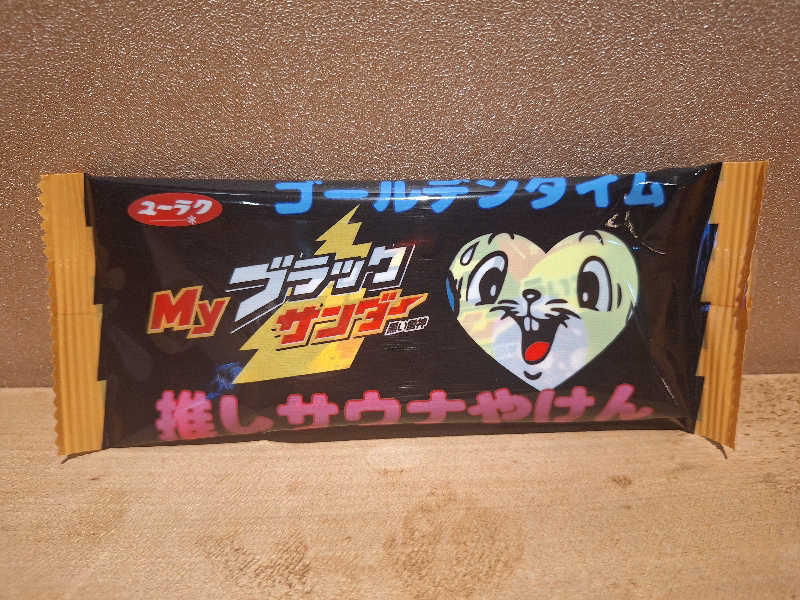 ゴールデンタイム
ユーラク
My ブラック
サンダー
推しサウナやけん